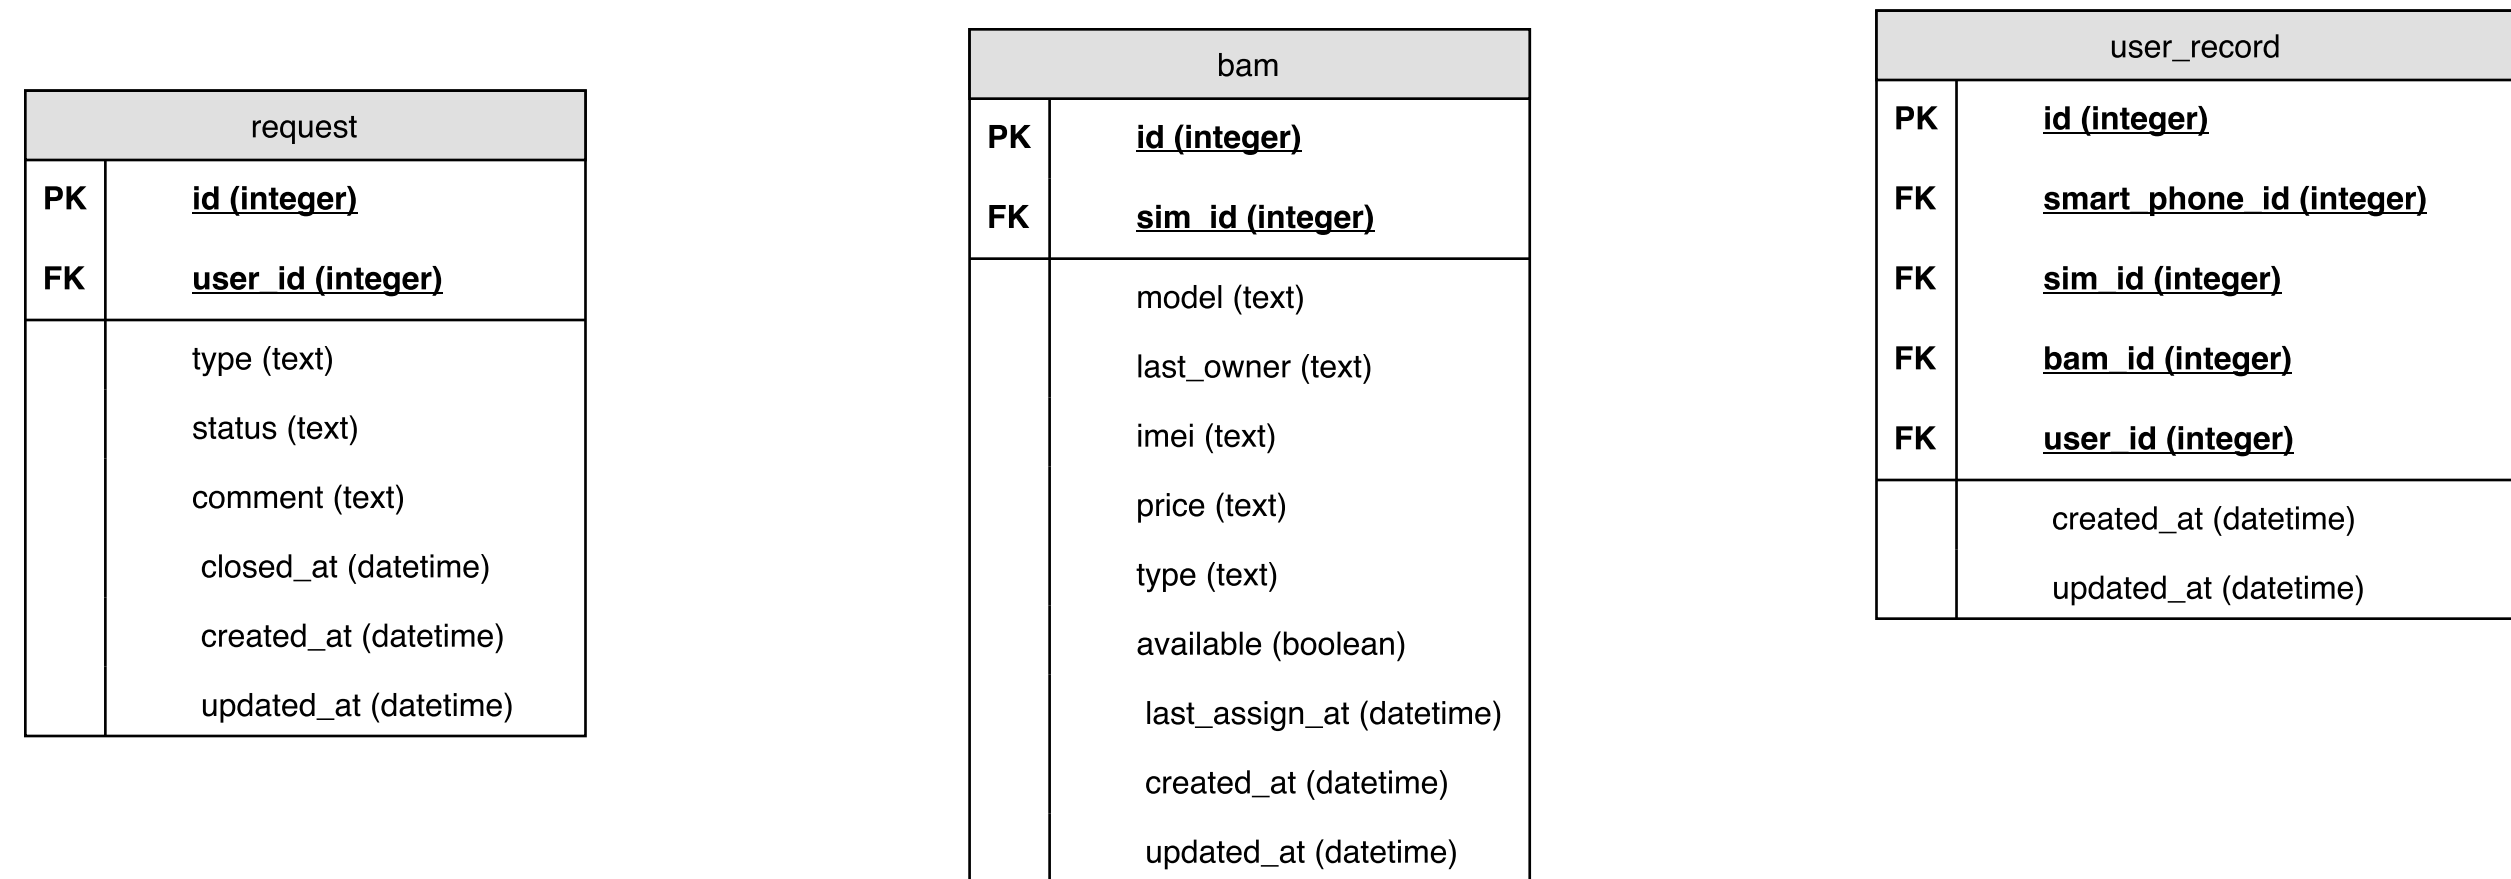 request
PK id (integer)
FK user_id (integer)
type (text)
status (text)
comment (text)
closed_at (datetime)
created_at (datetime)
updated_at (datetime)
bam
PK id (integer)
FK sim_id (integer)
model (text)
last_owner (text)
imei (text)
price (text)
type (text)
available (boolean)
last_assign_at (datetime)
created_at (datetime)
updated_at (datetime)
user_record
PK id (integer)
FK smart_phone_id (integer)
FK sim_id (integer)
FK bam_id (integer)
FK user_id (integer)
created_at (datetime)
updated_at (datetime)